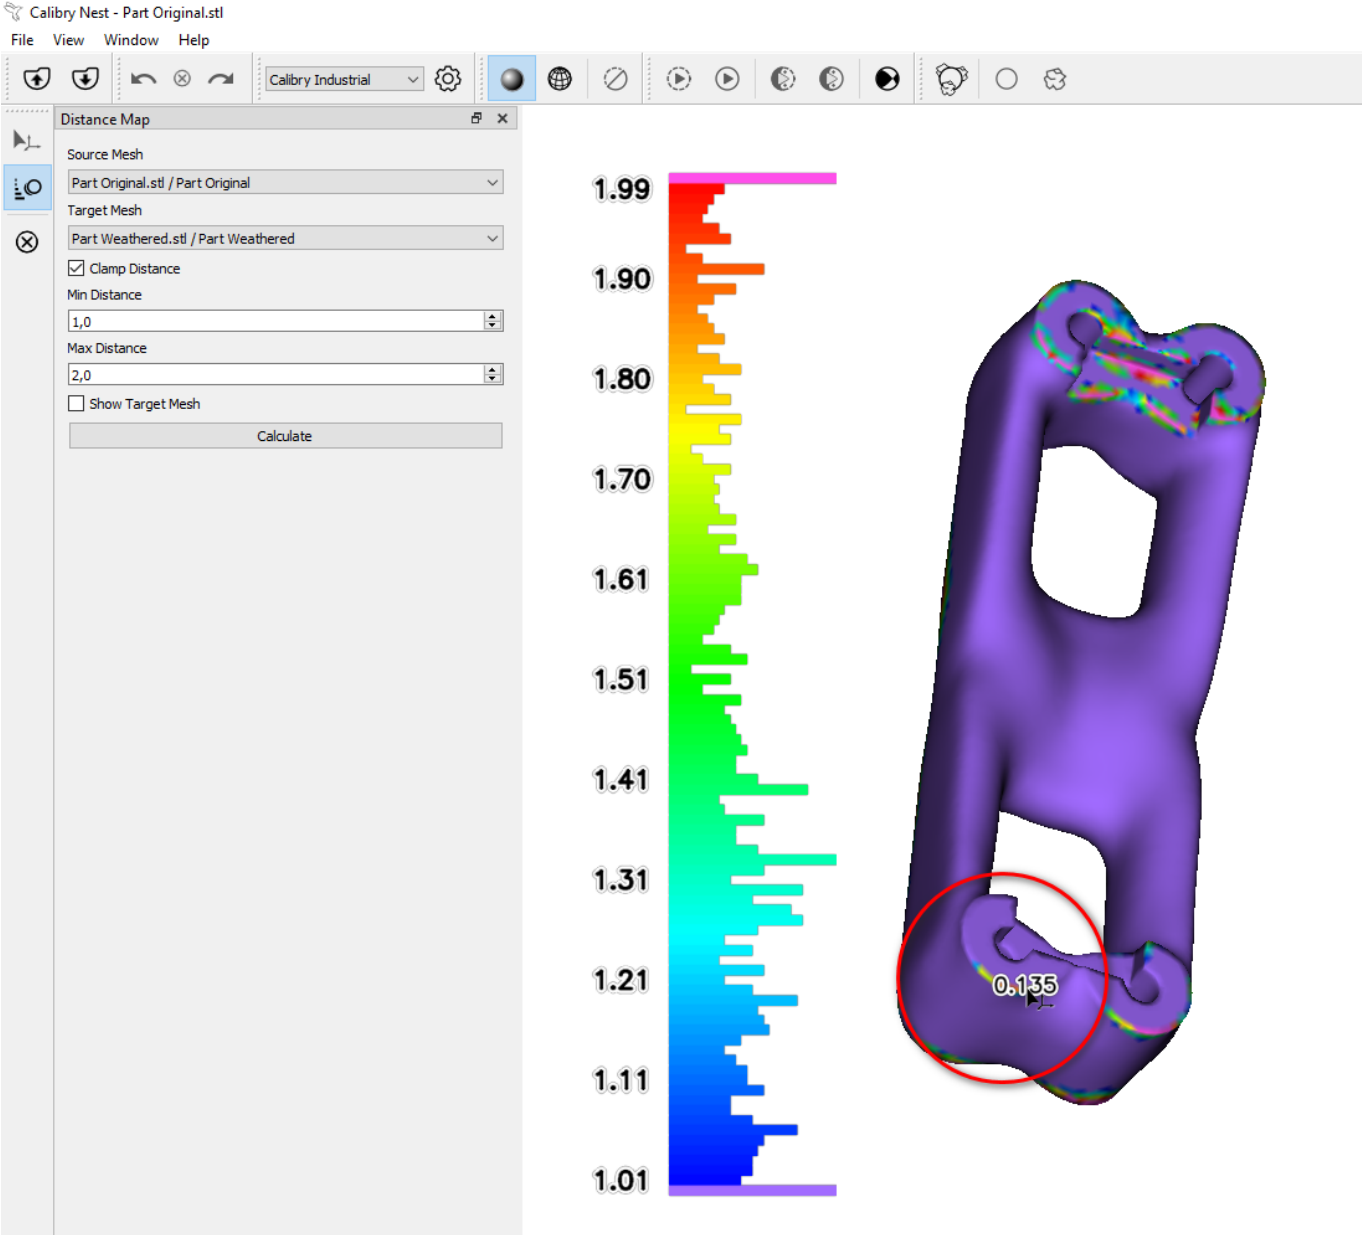 Calibry Nest - Part Original.stl
File View Window Help
Calibry Industrial
Distance Map
Source Mesh
Part Original.stl / Part Original
Target Mesh
Part Weathered.stl / Part Weathered
Clamp Distance
Min Distance
1,0
Max Distance
2,0
Show Target Mesh
Calculate
1.99
1.90
1.80
1.70
1.61
1.51
1.41
1.31
1.21
1.11
1.01
0.135